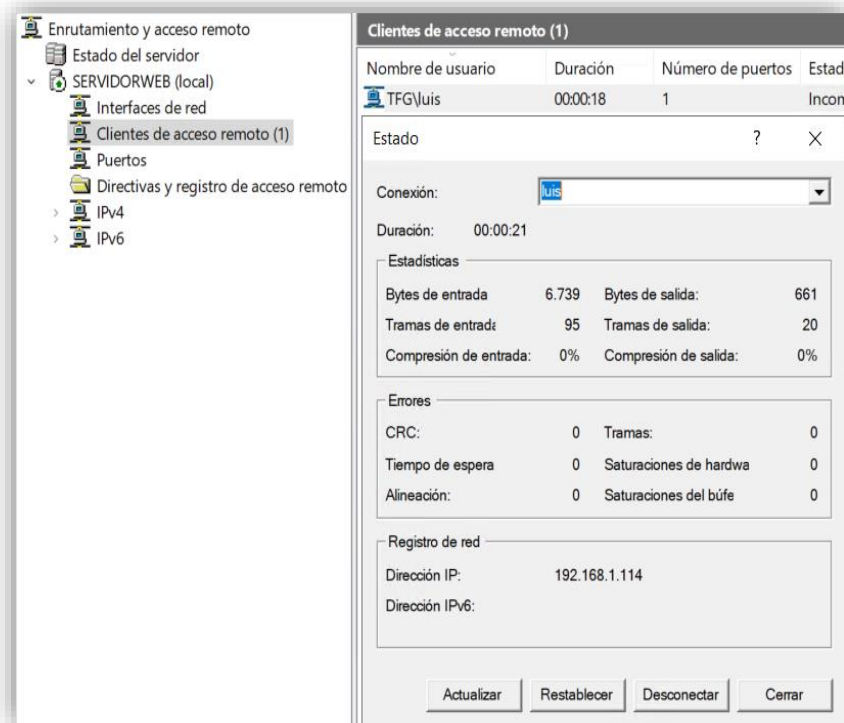 Enrutamiento y acceso remoto
Estado del servidor
SERVIDORWEB (local)
Interfaces de red
Clientes de acceso remoto (1)
Puertos
Directivas y registro de acceso remoto
IPv4
IPv6
Clientes de acceso remoto (1)
Nombre de usuario Duración Número de puertos Estad
TFG\luis 00:00:18 1 Incom
Estado ? X
Conexión: luis
Duración: 00:00:21
Estadísticas
Bytes de entrada 6.739 Bytes de salida: 661
Tramas de entrada 95 Tramas de salida: 20
Compresión de entrada: 0% Compresión de salida: 0%
Errores
CRC: 0 Tramas: 0
Tiempo de espera 0 Saturaciones de hardwa 0
Alineación: 0 Saturaciones del búfe 0
Registro de red
Dirección IP: 192.168.1.114
Dirección IPv6:
Actualizar Restablecer Desconectar Cerrar